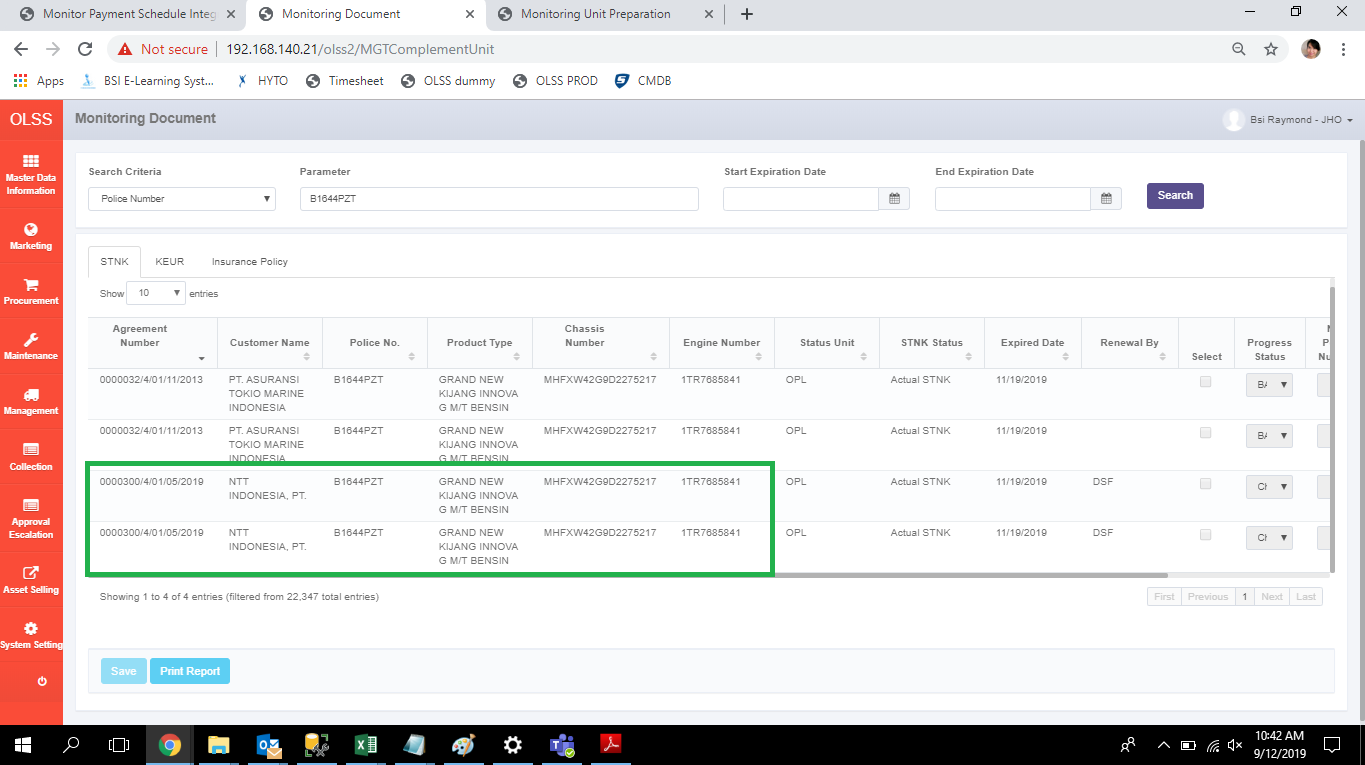 Monitor Payment Schedule Integ
Monitoring Document
Monitoring Unit Preparation
Not secure
192.168.140.21/olss2/MGTComplementUnit
Apps
BSI E-Learning Syst...
HYTO
Timesheet
OLSS dummy
OLSS PROD
CMDB
OLSS
Monitoring Document
Bsi Raymond - JHO
Master Data
Information
Marketing
Procurement
Maintenance
Management
Collection
Approval
Escalation
Asset Selling
System Setting
Search Criteria
Parameter
Start Expiration Date
End Expiration Date
Police Number
B1644PZT
Search
STNK
KEUR
Insurance Policy
Show 10 entries
Agreement
Number
Customer Name
Police No.
Product Type
Chassis
Number
Engine Number
Status Unit
STNK Status
Expired Date
Renewal By
Select
Progress
Status
0000032/4/01/11/2013
PT. ASURANSI
TOKIO MARINE
INDONESIA
B1644PZT
GRAND NEW
KIJANG INNOVA
G M/T BENSIN
MHFXW42G9D2275217
1TR7685841
OPL
Actual STNK
11/19/2019
0000032/4/01/11/2013
PT. ASURANSI
TOKIO MARINE
INDONESIA
B1644PZT
GRAND NEW
KIJANG INNOVA
G M/T BENSIN
MHFXW42G9D2275217
1TR7685841
OPL
Actual STNK
11/19/2019
0000300/4/01/05/2019
NTT
INDONESIA, PT.
B1644PZT
GRAND NEW
KIJANG INNOVA
G M/T BENSIN
MHFXW42G9D2275217
1TR7685841
OPL
Actual STNK
11/19/2019
DSF
0000300/4/01/05/2019
NTT
INDONESIA, PT.
B1644PZT
GRAND NEW
KIJANG INNOVA
G M/T BENSIN
MHFXW42G9D2275217
1TR7685841
OPL
Actual STNK
11/19/2019
DSF
Showing 1 to 4 of 4 entries (filtered from 22,347 total entries)
First
Previous
1
Next
Last
Save
Print Report
10:42 AM
9/12/2019